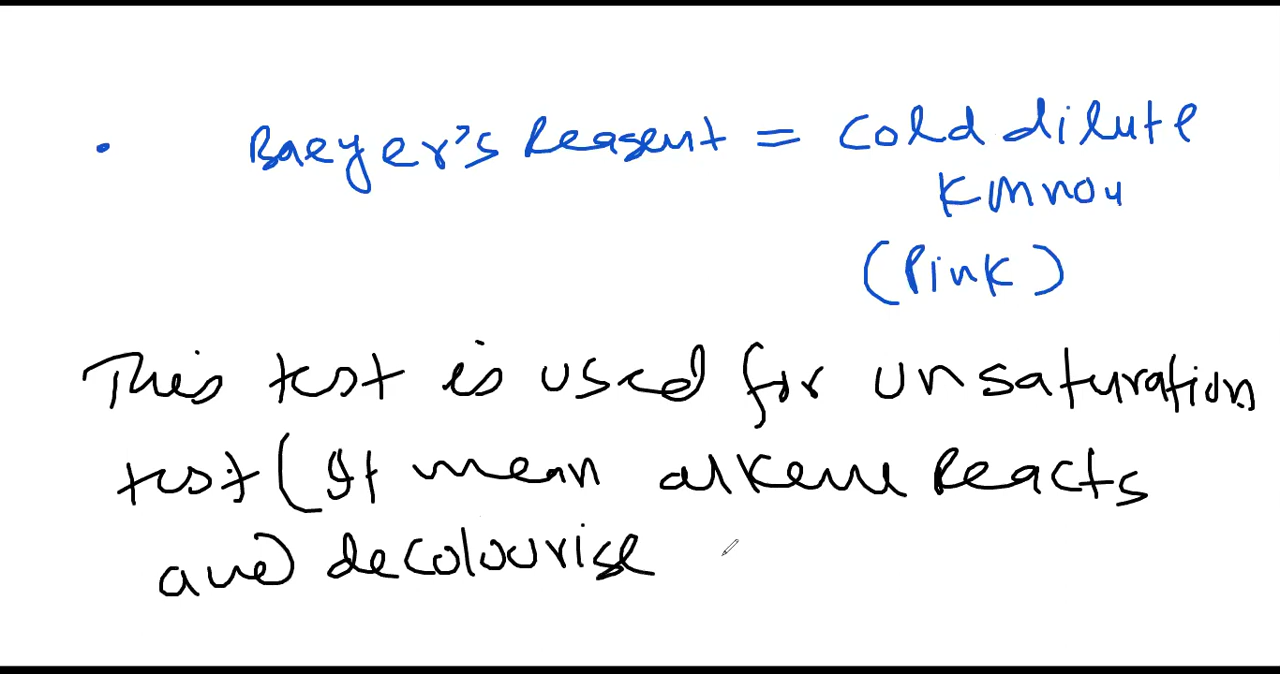 • Baeyer's Reagent = Cold dilute
KMnO4
(Pink)
This test is used for unsaturation
test (It mean alkene Reacts
and decolourise